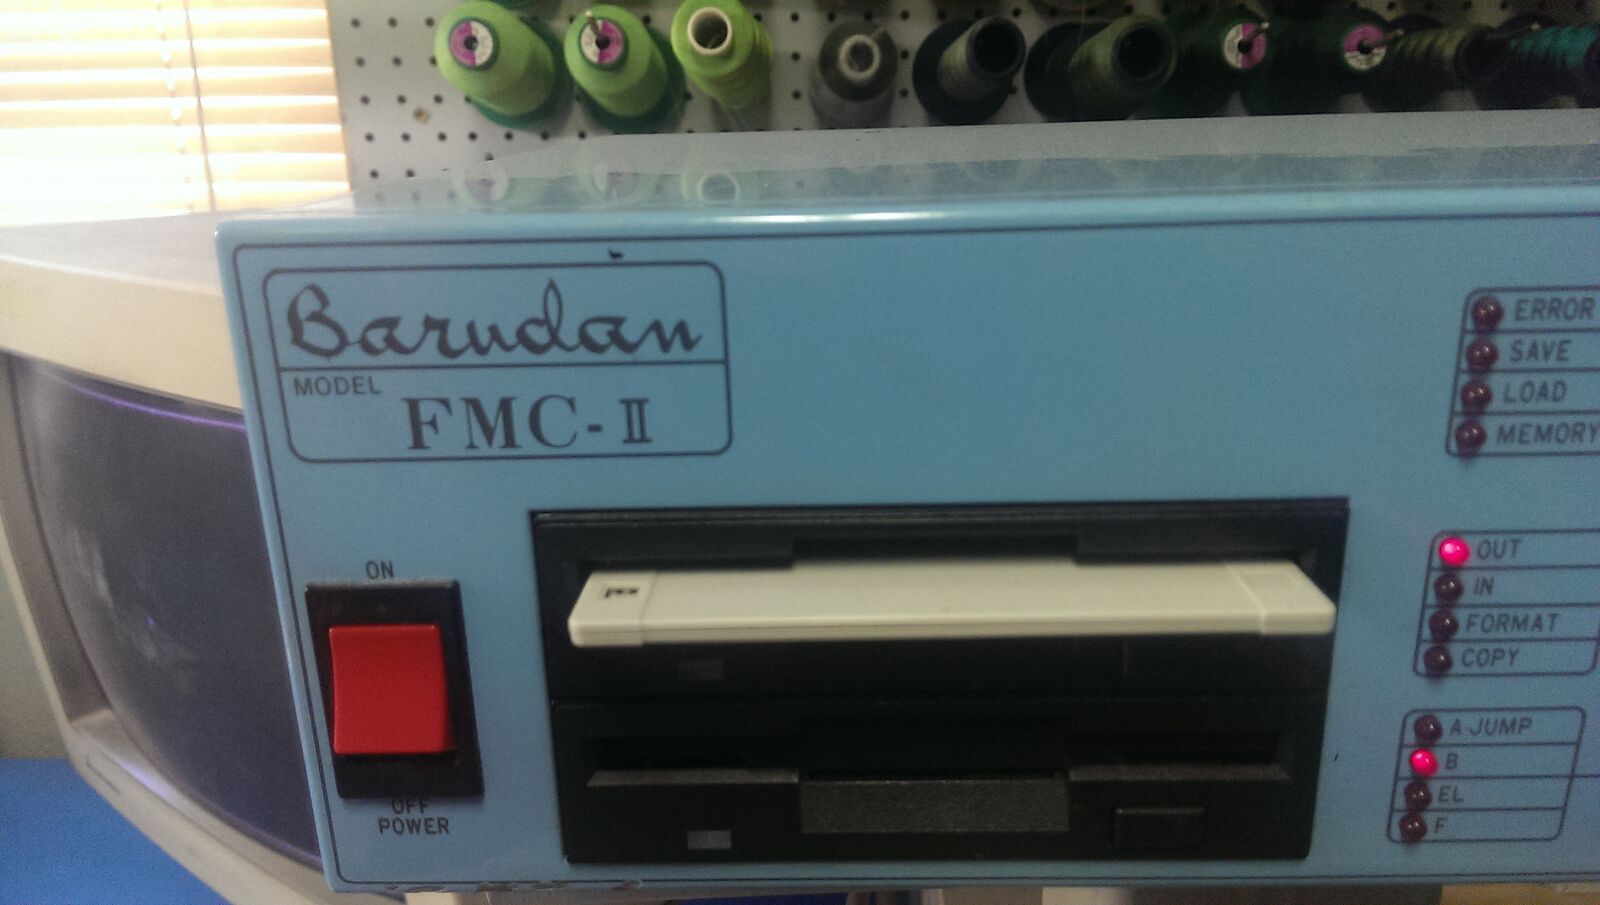 Barudan
MODEL
FMC-II
ON
OFF
POWER
ERROR
SAVE
LOAD
MEMORY
OUT
IN
FORMAT
COPY
A JUMP
B
EL
F